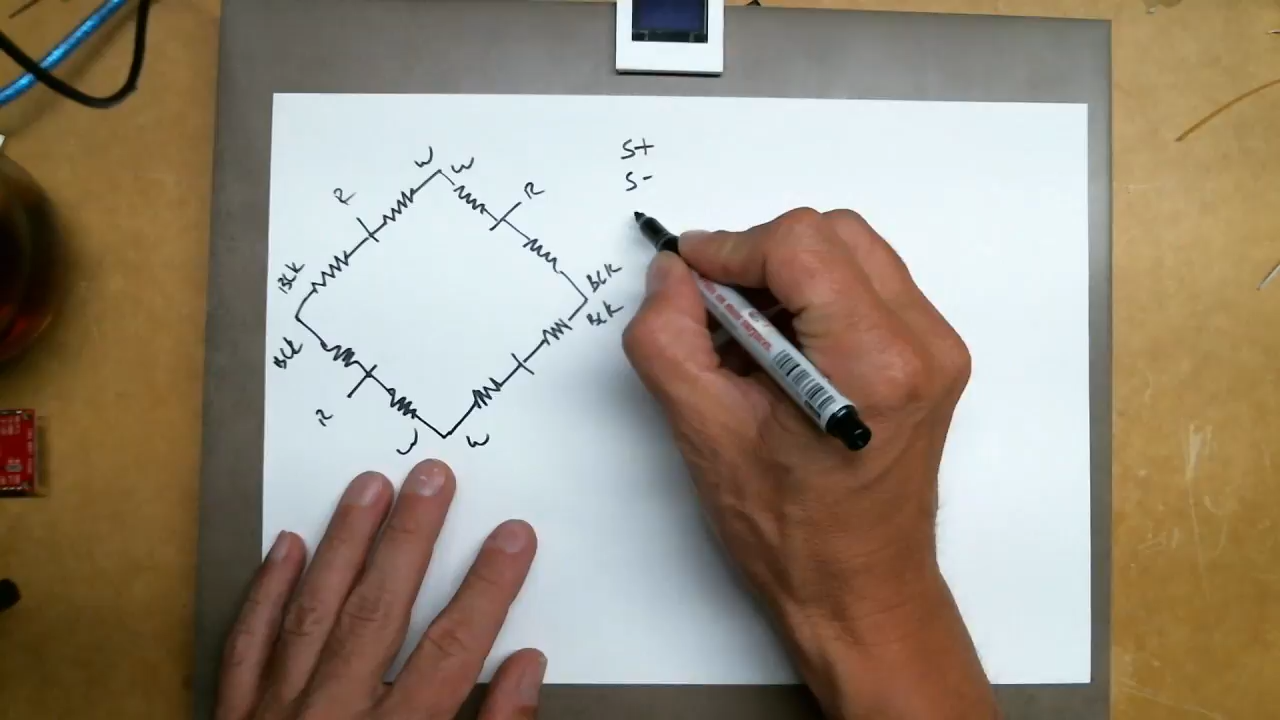 W W
R R
BLK BLK
BLK BLK
R
W W
S+
S-